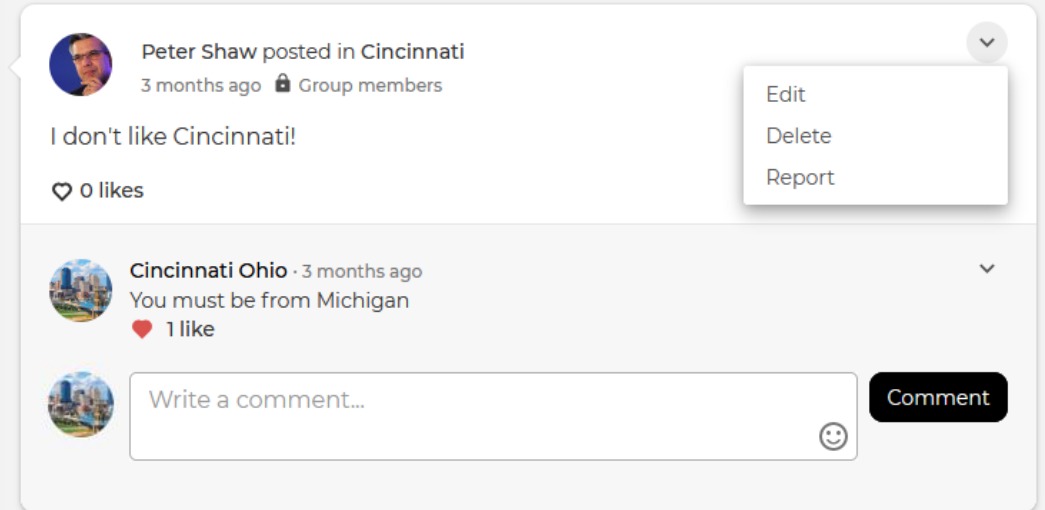 Peter Shaw posted in Cincinnati
3 months ago Group members
Edit
Delete
Report
I don't like Cincinnati!
0 likes
Cincinnati Ohio · 3 months ago
You must be from Michigan
1 like
Write a comment...
Comment